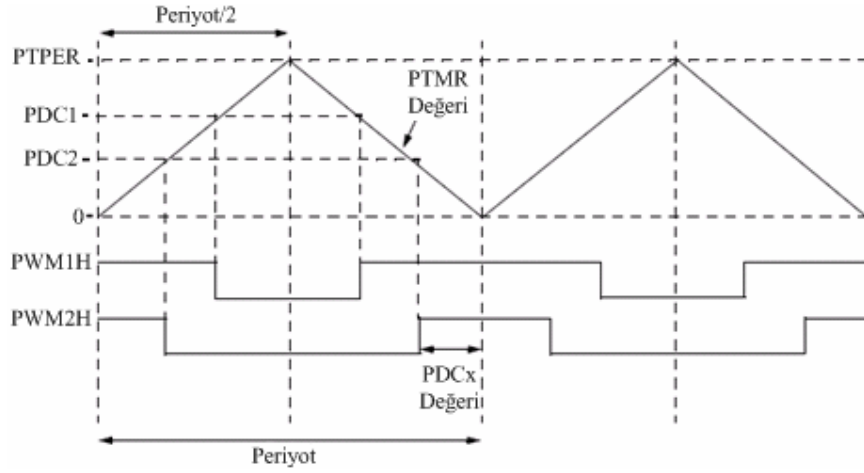 Periyot/2
PTPER
PTMR
Değeri
PDC1
PDC2
0
PWM1H
PWM2H
PDCx
Değeri
Periyot